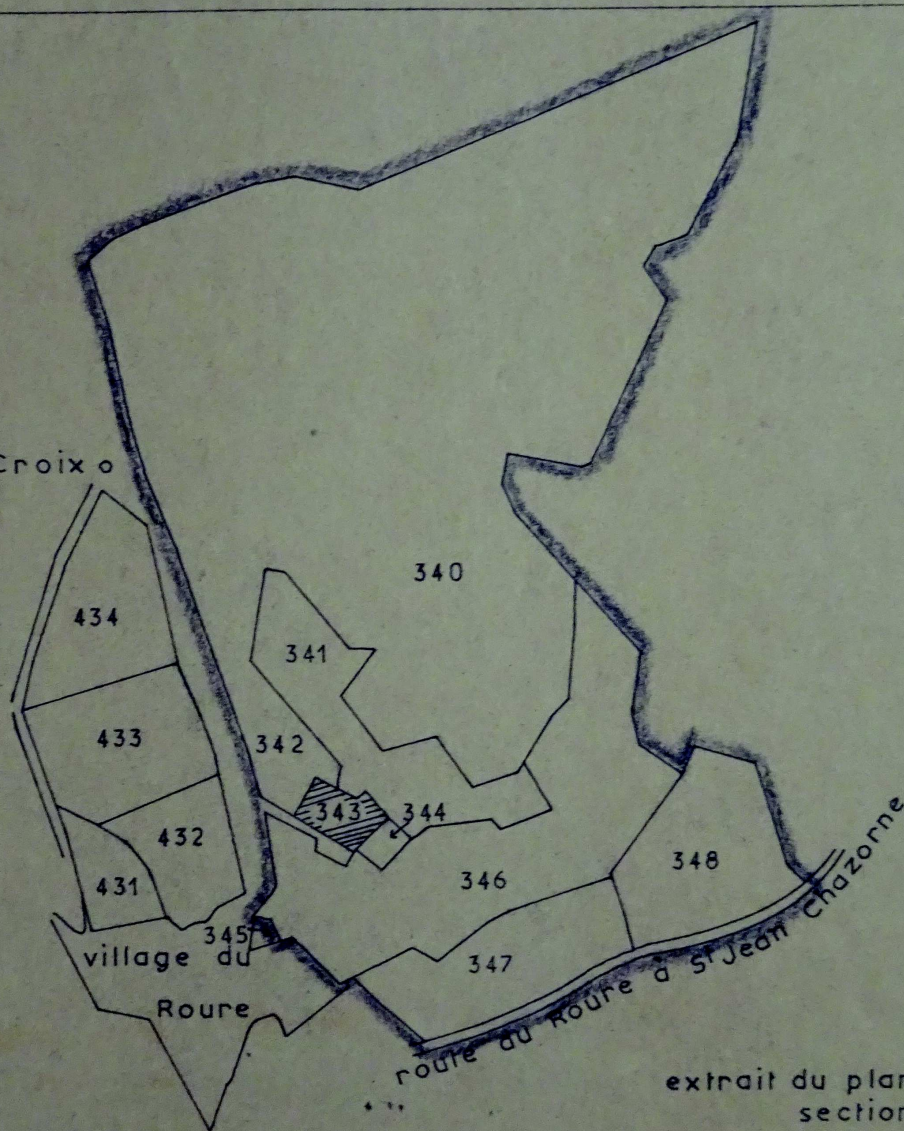 Croix
434
340
341
433
342
343
344
432
431
346
348
345
village du
347
Roure
route du Roure à St Jean Chazorne
extrait du plan
section